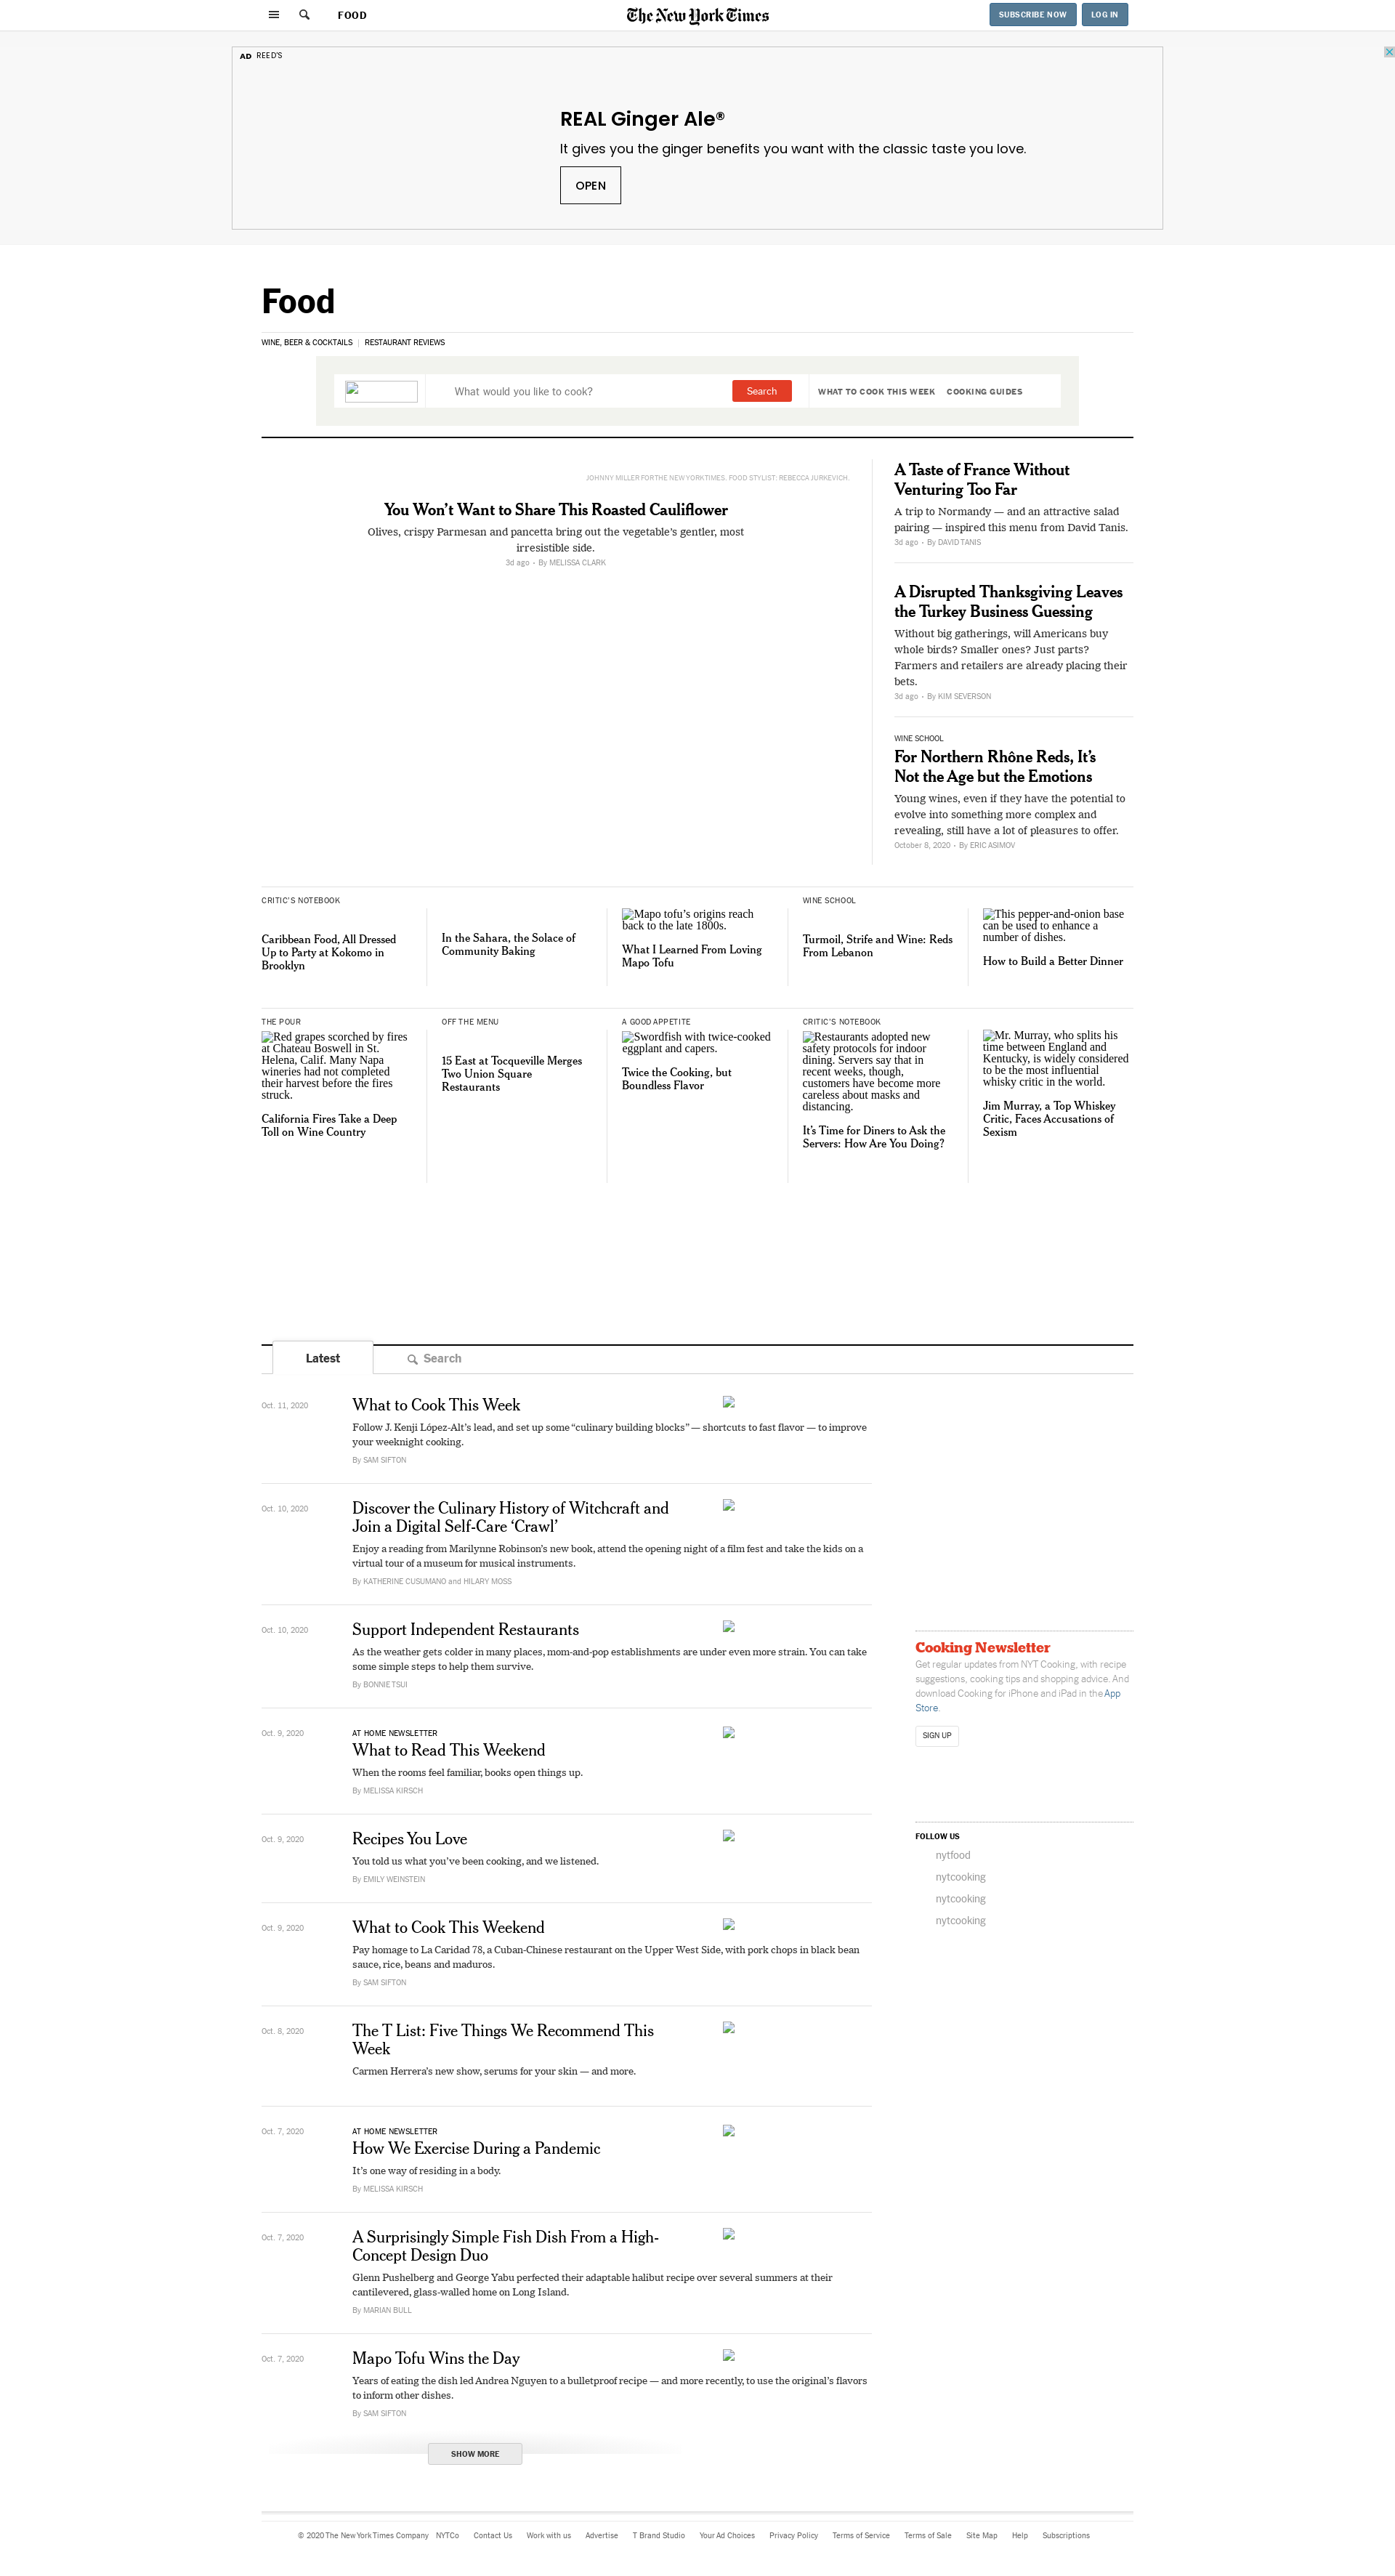 FOOD
The New York Times
SUBSCRIBE NOW
LOG IN
AD REED'S
REAL Ginger Ale®
It gives you the ginger benefits you want with the classic taste you love.
OPEN
Food
WINE, BEER & COCKTAILS | RESTAURANT REVIEWS
What would you like to cook?
Search
WHAT TO COOK THIS WEEK
COOKING GUIDES
JOHNNY MILLER FOR THE NEW YORK TIMES. FOOD STYLIST: REBECCA JURKEVICH.
You Won’t Want to Share This Roasted Cauliflower
Olives, crispy Parmesan and pancetta bring out the vegetable’s gentler, most
irresistible side.
3d ago • By MELISSA CLARK
A Taste of France Without
Venturing Too Far
A trip to Normandy — and an attractive salad
pairing — inspired this menu from David Tanis.
3d ago • By DAVID TANIS
A Disrupted Thanksgiving Leaves
the Turkey Business Guessing
Without big gatherings, will Americans buy
whole birds? Smaller ones? Just parts?
Farmers and retailers are already placing their
bets.
3d ago • By KIM SEVERSON
WINE SCHOOL
For Northern Rhône Reds, It’s
Not the Age but the Emotions
Young wines, even if they have the potential to
evolve into something more complex and
revealing, still have a lot of pleasures to offer.
October 8, 2020 • By ERIC ASIMOV
CRITIC’S NOTEBOOK
Caribbean Food, All Dressed
Up to Party at Kokomo in
Brooklyn
In the Sahara, the Solace of
Community Baking
Mapo tofu’s origins reach
back to the late 1800s.
What I Learned From Loving
Mapo Tofu
WINE SCHOOL
Turmoil, Strife and Wine: Reds
From Lebanon
This pepper-and-onion base
can be used to prepare a
number of dishes.
How to Build a Better Dinner
THE POUR
Red grapes scorched by fires
at Chateau Boswell in St.
Helena, Calif. Many Napa
wineries had not completed
their harvest before the fires
struck.
California Fires Take a Deep
Toll on Wine Country
OFF THE MENU
15 East at Tocqueville Merges
Two Union Square
Restaurants
A GOOD APPETITE
Swordfish with twice-cooked
eggplant and capers.
Twice the Cooking, but
Boundless Flavor
CRITIC’S NOTEBOOK
Restaurants adopted new
safety protocols for indoor
dining. Servers say that in
recent weeks, though,
customers have become more
careless about masks and
distancing.
It’s Time for Diners to Ask the
Servers: How Are You Doing?
Mr. Murray, who splits his
time between England and
Kentucky, is widely considered
to be the most influential
whisky critic in the world.
Jim Murray, a Top Whiskey
Critic, Faces Accusations of
Sexism
Latest
Search
Oct. 11, 2020
What to Cook This Week
Follow J. Kenji López-Alt’s lead, and set up some “culinary building blocks” — shortcuts to fast flavor — to improve
your weeknight cooking.
By SAM SIFTON
Oct. 10, 2020
Discover the Culinary History of Witchcraft and
Join a Digital Self-Care ‘Crawl’
Enjoy a reading from Marilynne Robinson’s new book, attend the opening night of a film fest and take the kids on a
virtual tour of a museum for musical instruments.
By KATHERINE CUSUMANO and HILARY MOSS
Oct. 10, 2020
Support Independent Restaurants
As the weather gets colder in many places, mom-and-pop establishments are under even more strain. You can take
some simple steps to help them survive.
By BONNIE TSUI
Oct. 9, 2020
AT HOME NEWSLETTER
What to Read This Weekend
When the rooms feel familiar, books open things up.
By MELISSA KIRSCH
Oct. 9, 2020
Recipes You Love
You told us what you’ve been cooking, and we listened.
By EMILY WEINSTEIN
Oct. 9, 2020
What to Cook This Weekend
Pay homage to La Caridad 78, a Cuban-Chinese restaurant on the Upper West Side, with pork chops in black bean
sauce, rice, beans and maduros.
By SAM SIFTON
Oct. 8, 2020
The T List: Five Things We Recommend This
Week
Carmen Herrera’s new show, serums for your skin — and more.
Oct. 7, 2020
AT HOME NEWSLETTER
How We Exercise During a Pandemic
It’s one way of residing in a body.
By MELISSA KIRSCH
Oct. 7, 2020
A Surprisingly Simple Fish Dish From a High-
Concept Design Duo
Glenn Pushelberg and George Yabu perfected their adaptable halibut recipe over several summers at their
cantilevered, glass-walled home on Long Island.
By MARIAN BULL
Oct. 7, 2020
Mapo Tofu Wins the Day
Years of eating the dish led Andrea Nguyen to a bulletproof recipe — and more recently, to use the original’s flavors
to inform other dishes.
By SAM SIFTON
SHOW MORE
Cooking Newsletter
Get regular updates from NYT Cooking, with recipe
suggestions, cooking tips and shopping advice. And
download Cooking for iPhone and iPad in the App
Store.
SIGN UP
FOLLOW US
nytfood
nytcooking
nytcooking
nytcooking
© 2020 The New York Times Company NYTCo Contact Us Work with us Advertise T Brand Studio Your Ad Choices Privacy Policy Terms of Service Terms of Sale Site Map Help Subscriptions